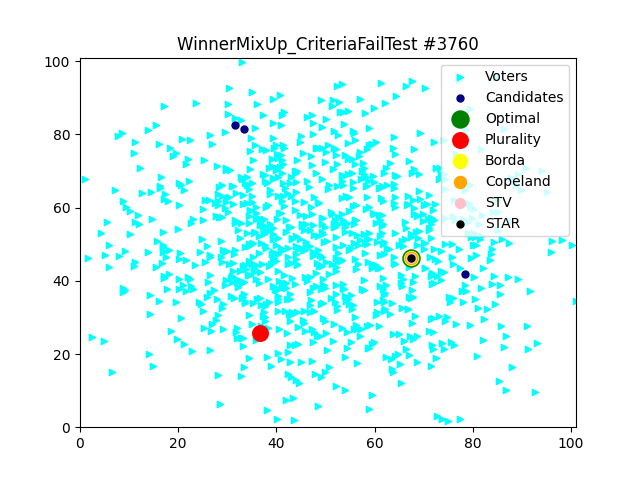 WinnerMixUp_CriteriaFailTest #3760
Voters
Candidates
Optimal
Plurality
Borda
Copeland
STV
STAR
100
80
60
40
20
0
0 20 40 60 80 100